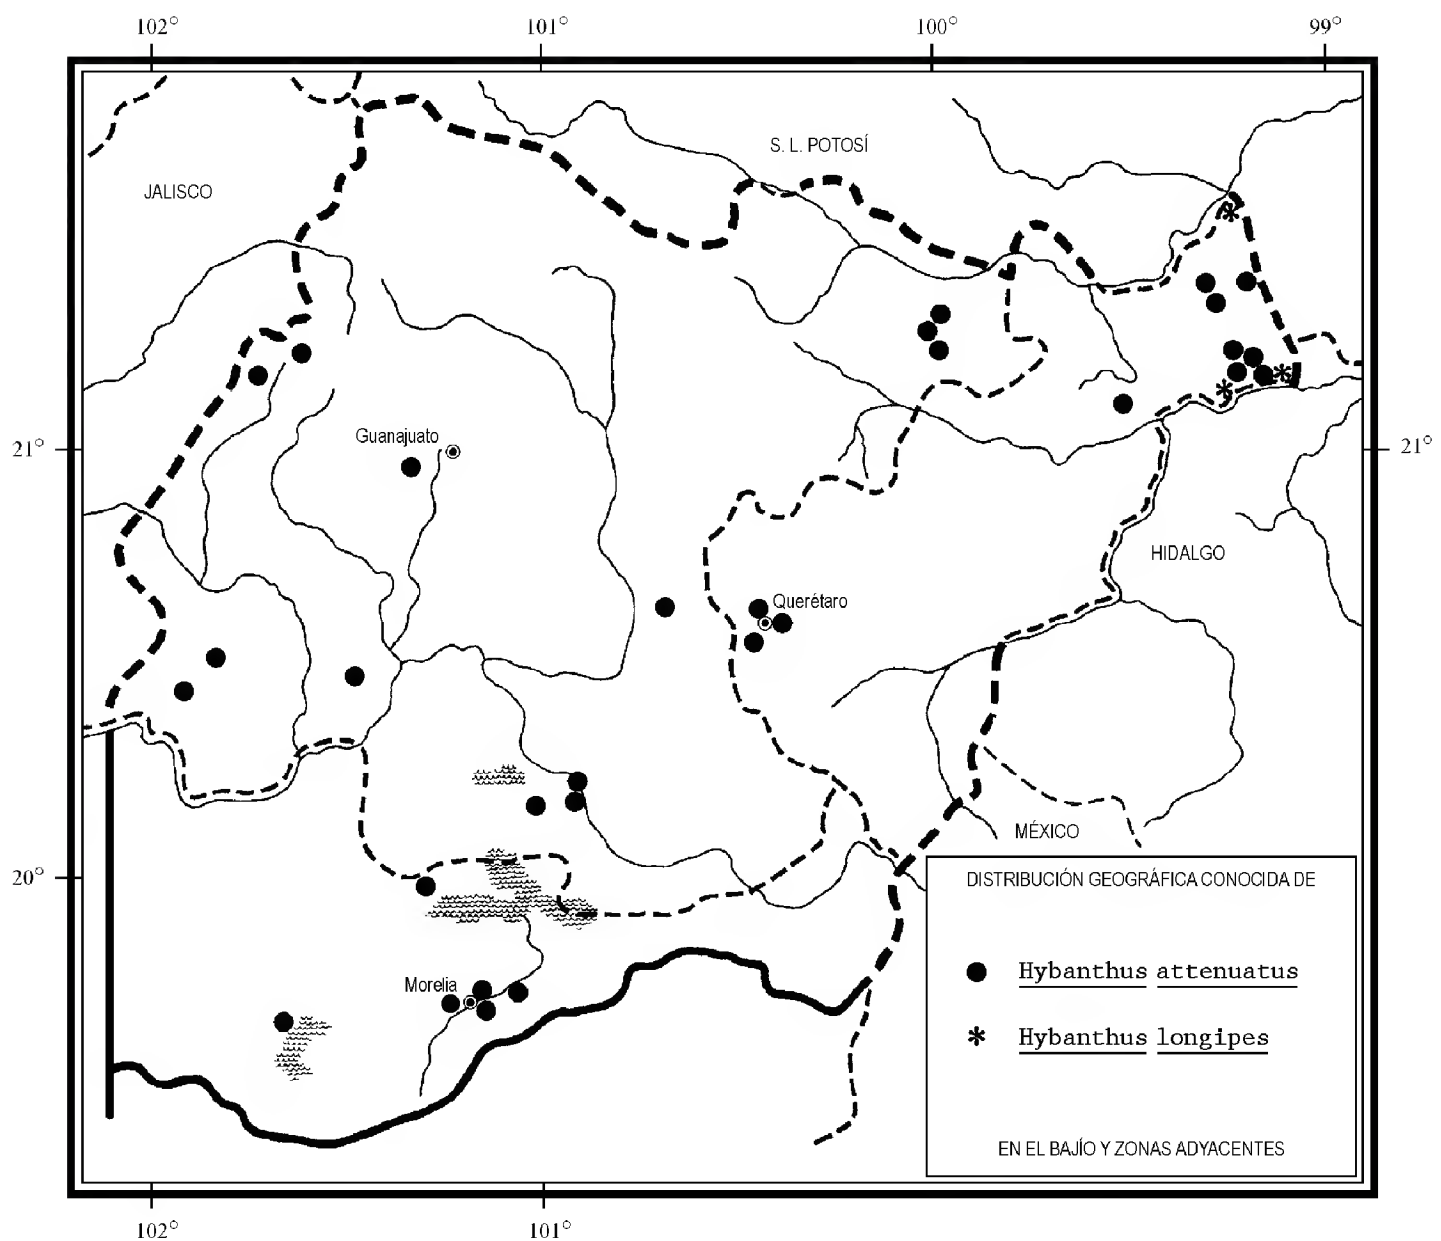 102° 101° 100° 99°
S. L. POTOSÍ
JALISCO
Guanajuato
21° 21°
HIDALGO
Querétaro
MÉXICO
20°
DISTRIBUCIÓN GEOGRÁFICA CONOCIDA DE
Hybanthus attenuatus
Morelia
Hybanthus longipes
EN EL BAJÍO Y ZONAS ADYACENTES
102° 101°